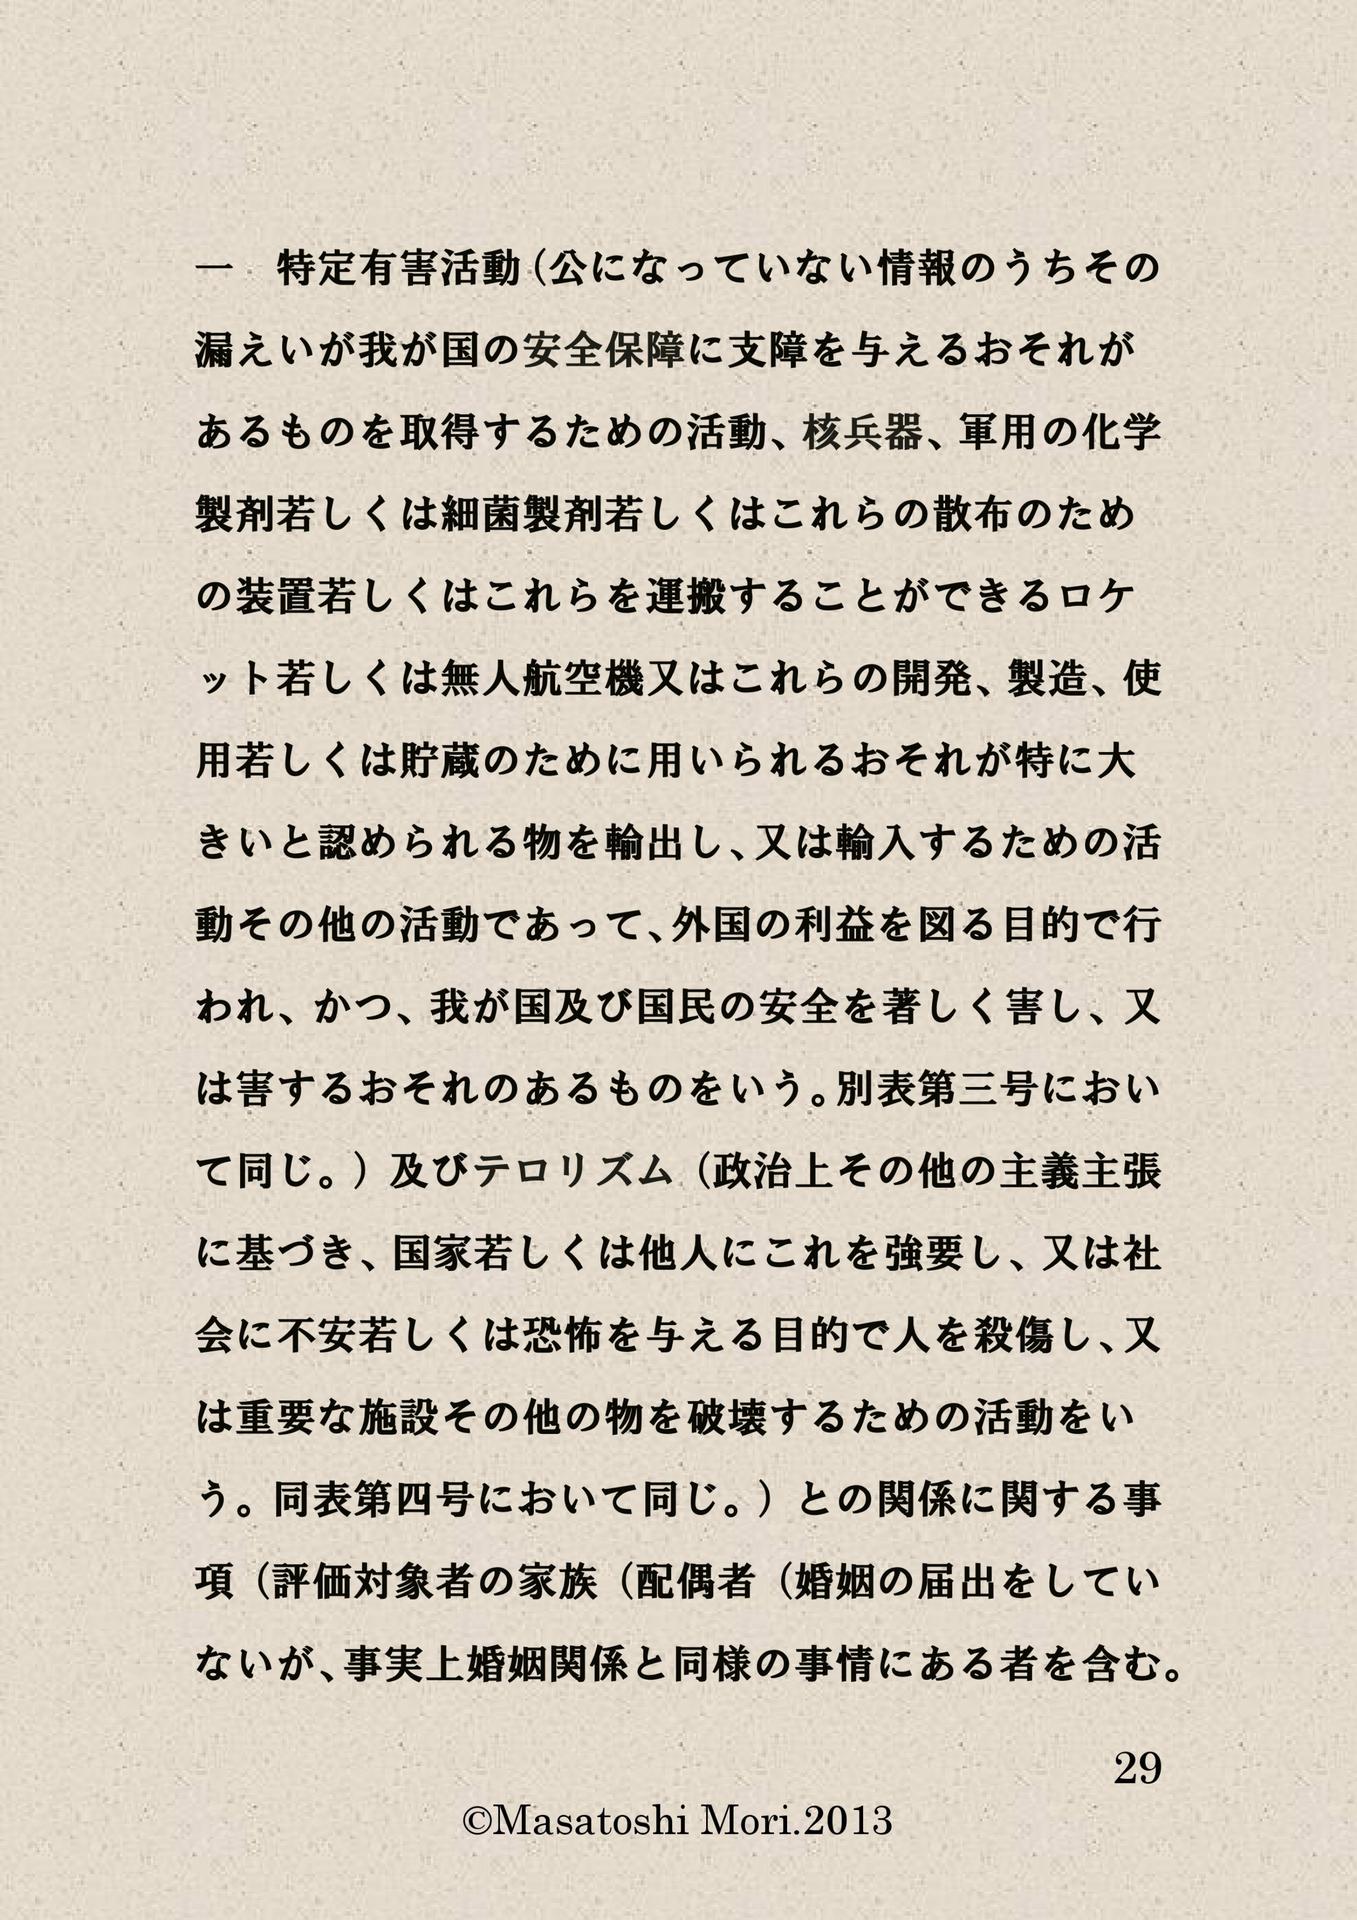 一　特定有害活動（公になっていない情報のうちその
漏えいが我が国の安全保障に支障を与えるおそれが
あるものを取得するための活動、核兵器、軍用の化学
製剤若しくは細菌製剤若しくはこれらの散布のため
の装置若しくはこれらを運搬することができるロケ
ット若しくは無人航空機又はこれらの開発、製造、使
用若しくは貯蔵のために用いられるおそれが特に大
きいと認められる物を輸出し、又は輸入するための活
動その他の活動であって、外国の利益を図る目的で行
われ、かつ、我が国及び国民の安全を著しく害し、又
は害するおそれのあるものをいう。別表第三号におい
て同じ。）及びテロリズム（政治上その他の主義主張
に基づき、国家若しくは他人にこれを強要し、又は社
会に不安若しくは恐怖を与える目的で人を殺傷し、又
は重要な施設その他の物を破壊するための活動をい
う。同表第四号において同じ。）との関係に関する事
項（評価対象者の家族（配偶者（婚姻の届出をしてい
ないが、事実上婚姻関係と同様の事情にある者を含む。
29
©Masatoshi Mori.2013